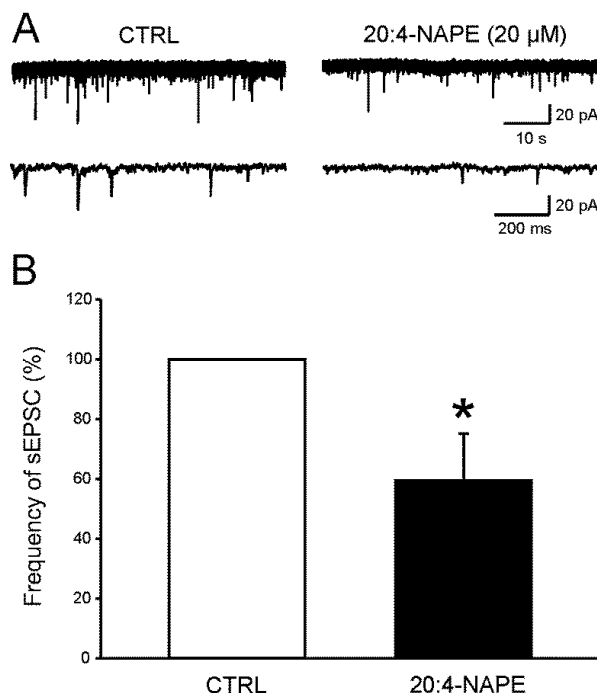 A
CTRL
20:4-NAPE (20 µM)
20 pA
10 s
20 pA
200 ms
B
Frequency of sEPSC (%)
120
100
80
60
40
20
0
*
CTRL
20:4-NAPE